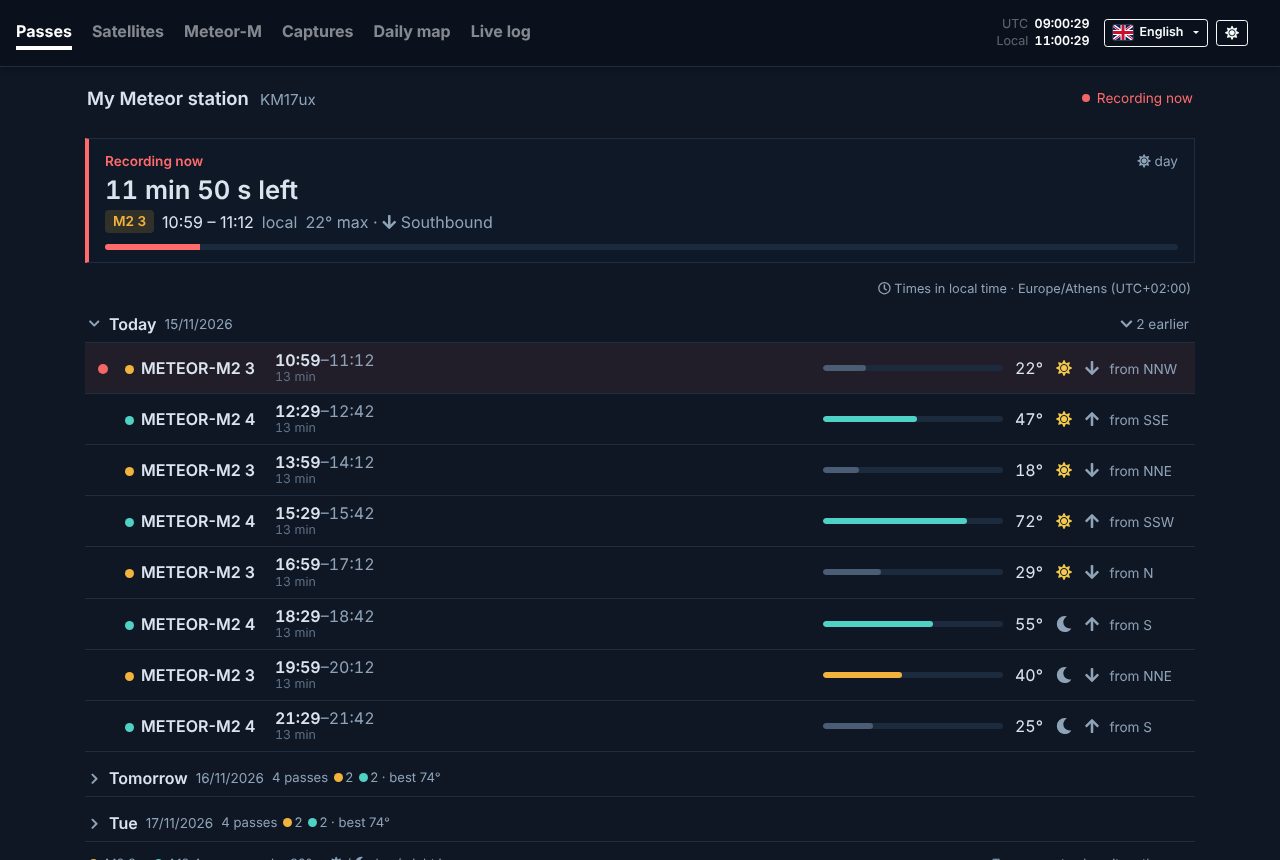 Passes Satellites Meteor-M Captures Daily map Live log
UTC 09:00:29
Local 11:00:29
English
My Meteor station KM17ux
Recording now
Recording now
day
11 min 50 s left
M2 3 10:59 – 11:12 local 22° max · Southbound
Times in local time · Europe/Athens (UTC+02:00)
Today 15/11/2026
2 earlier
METEOR-M2 3 10:59–11:12 22° from NNW
13 min
METEOR-M2 4 12:29–12:42 47° from SSE
13 min
METEOR-M2 3 13:59–14:12 18° from NNE
13 min
METEOR-M2 4 15:29–15:42 72° from SSW
13 min
METEOR-M2 3 16:59–17:12 29° from N
13 min
METEOR-M2 4 18:29–18:42 55° from S
13 min
METEOR-M2 3 19:59–20:12 40° from NNE
13 min
METEOR-M2 4 21:29–21:42 25° from S
13 min
Tomorrow 16/11/2026 4 passes 2 2 · best 74°
Tue 17/11/2026 4 passes 2 2 · best 74°